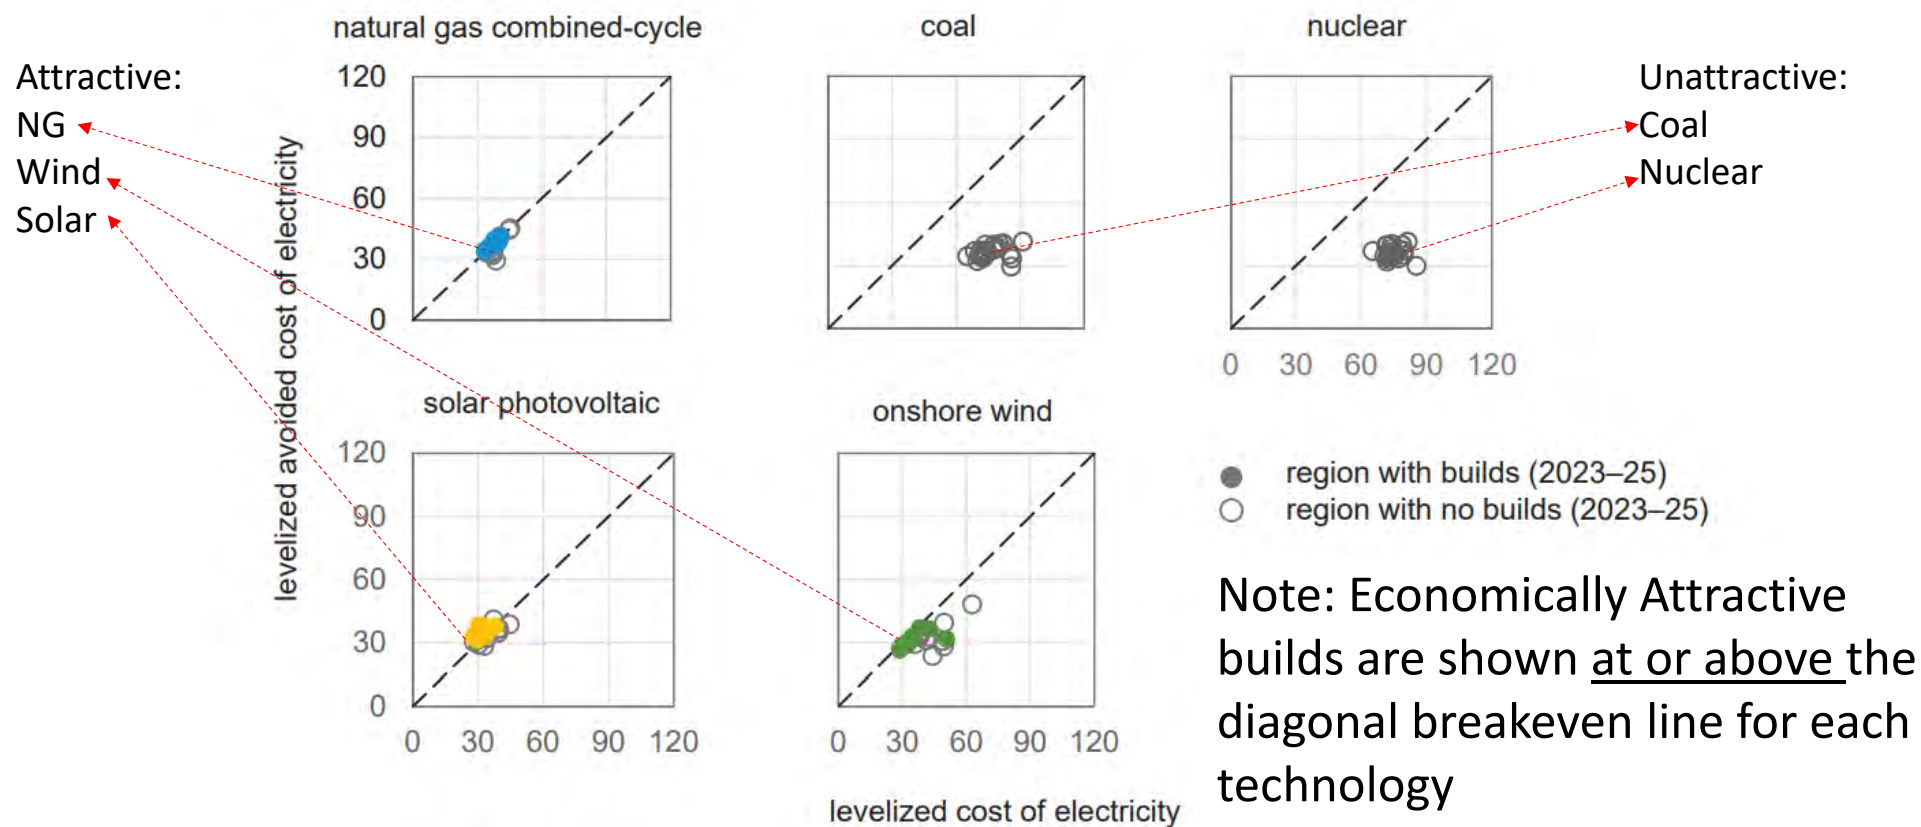 natural gas combined-cycle
coal
nuclear
Attractive:
NG
Wind
Solar
Unattractive:
Coal
Nuclear
levelized avoided cost of electricity
120
90
60
30
0
0 30 60 90 120
solar photovoltaic
onshore wind
120
90
60
30
0
0 30 60 90 120
0 30 60 90 120
levelized cost of electricity
region with builds (2023–25)
region with no builds (2023–25)
Note: Economically Attractive
builds are shown at or above the
diagonal breakeven line for each
technology